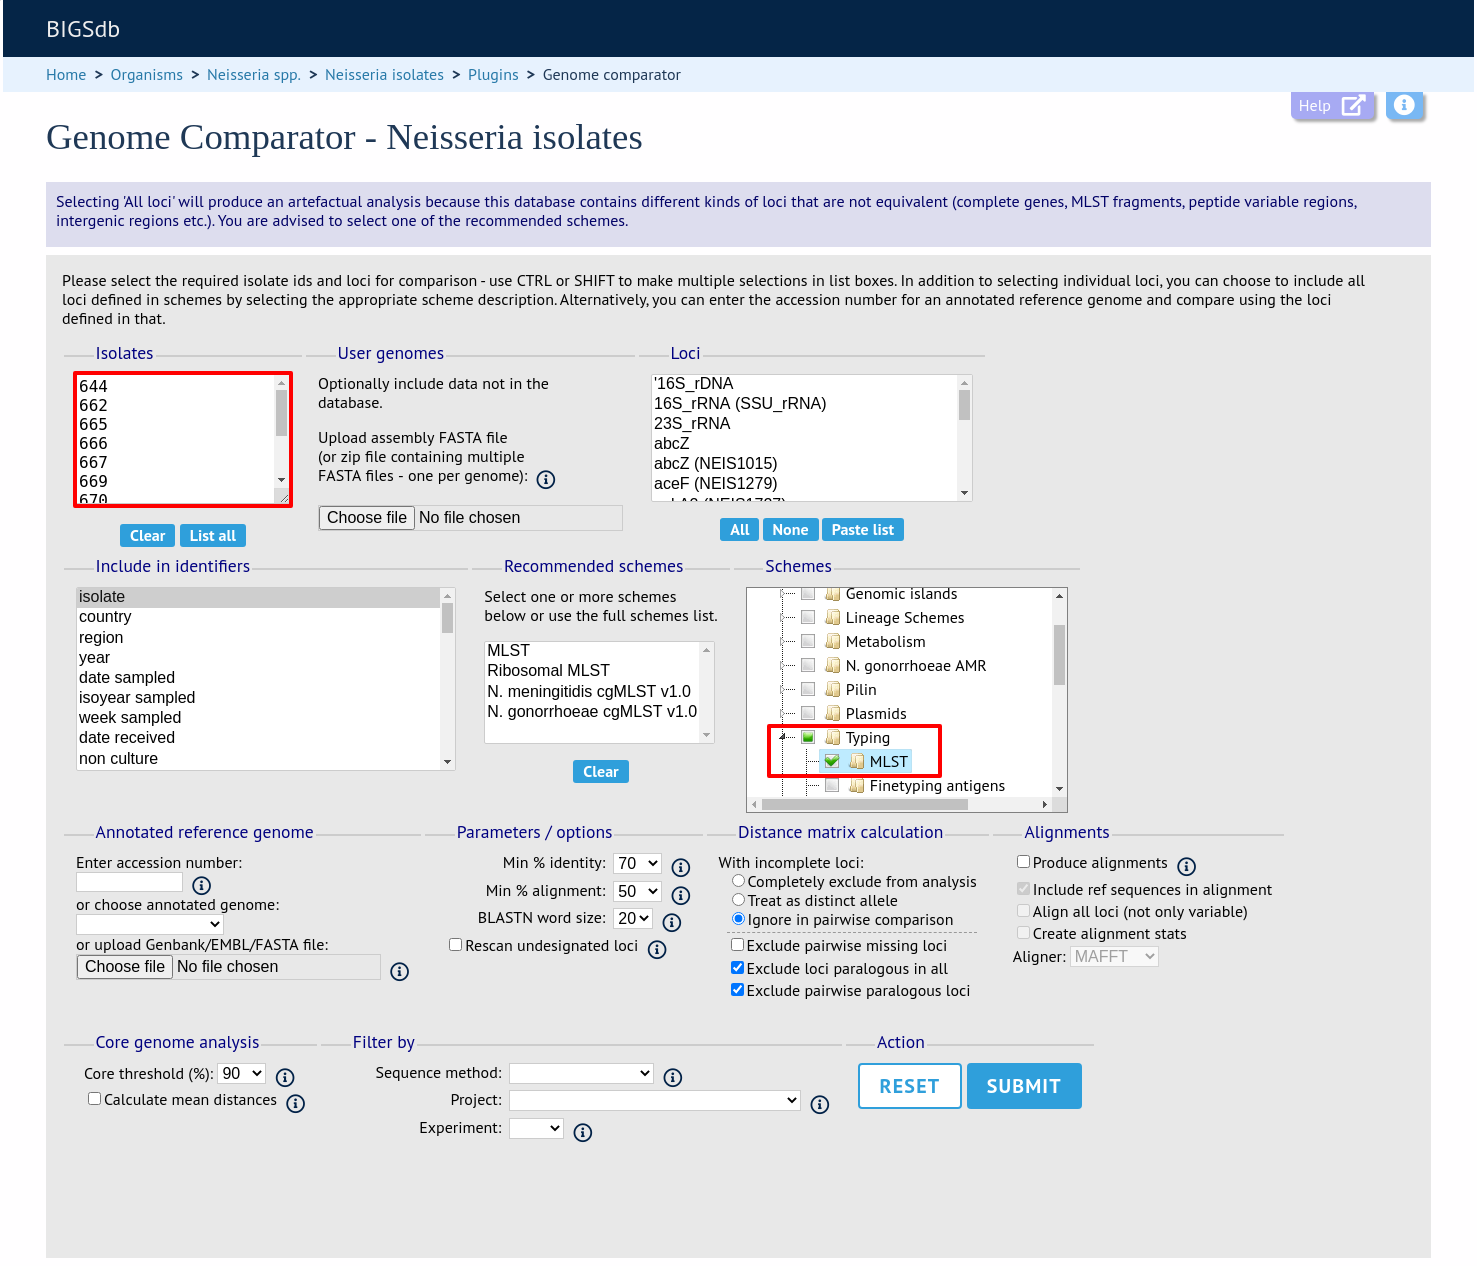 BIGSdb
Home > Organisms > Neisseria spp. > Neisseria isolates > Plugins > Genome comparator
Help
Genome Comparator - Neisseria isolates
Selecting 'All loci' will produce an artefactual analysis because this database contains different kinds of loci that are not equivalent (complete genes, MLST fragments, peptide variable regions,
intergenic regions etc.). You are advised to select one of the recommended schemes.
Please select the required isolate ids and loci for comparison - use CTRL or SHIFT to make multiple selections in list boxes. In addition to selecting individual loci, you can choose to include all
loci defined in schemes by selecting the appropriate scheme description. Alternatively, you can enter the accession number for an annotated reference genome and compare using the loci
defined in that.
Isolates
644
662
665
666
667
669
670
Clear List all
User genomes
Optionally include data not in the
database.
Upload assembly FASTA file
(or zip file containing multiple
FASTA files - one per genome):
Choose file No file chosen
Loci
'16S_rDNA
16S_rRNA (SSU_rRNA)
23S_rRNA
abcZ
abcZ (NEIS1015)
aceF (NEIS1279)
All None Paste list
Include in identifiers
isolate
country
region
year
date sampled
isoyear sampled
week sampled
date received
non culture
Recommended schemes
Select one or more schemes
below or use the full schemes list.
MLST
Ribosomal MLST
N. meningitidis cgMLST v1.0
N. gonorrhoeae cgMLST v1.0
Clear
Schemes
Genomic islands
Lineage Schemes
Metabolism
N. gonorrhoeae AMR
Pilin
Plasmids
Typing
MLST
Finetyping antigens
Annotated reference genome
Enter accession number:
or choose annotated genome:
or upload Genbank/EMBL/FASTA file:
Choose file No file chosen
Parameters / options
Min % identity: 70
Min % alignment: 50
BLASTN word size: 20
Rescan undesignated loci
Distance matrix calculation
With incomplete loci:
Completely exclude from analysis
Treat as distinct allele
Ignore in pairwise comparison
Exclude pairwise missing loci
Exclude loci paralogous in all
Exclude pairwise paralogous loci
Alignments
Produce alignments
Include ref sequences in alignment
Align all loci (not only variable)
Create alignment stats
Aligner: MAFFT
Core genome analysis
Core threshold (%): 90
Calculate mean distances
Filter by
Sequence method:
Project:
Experiment:
Action
RESET SUBMIT